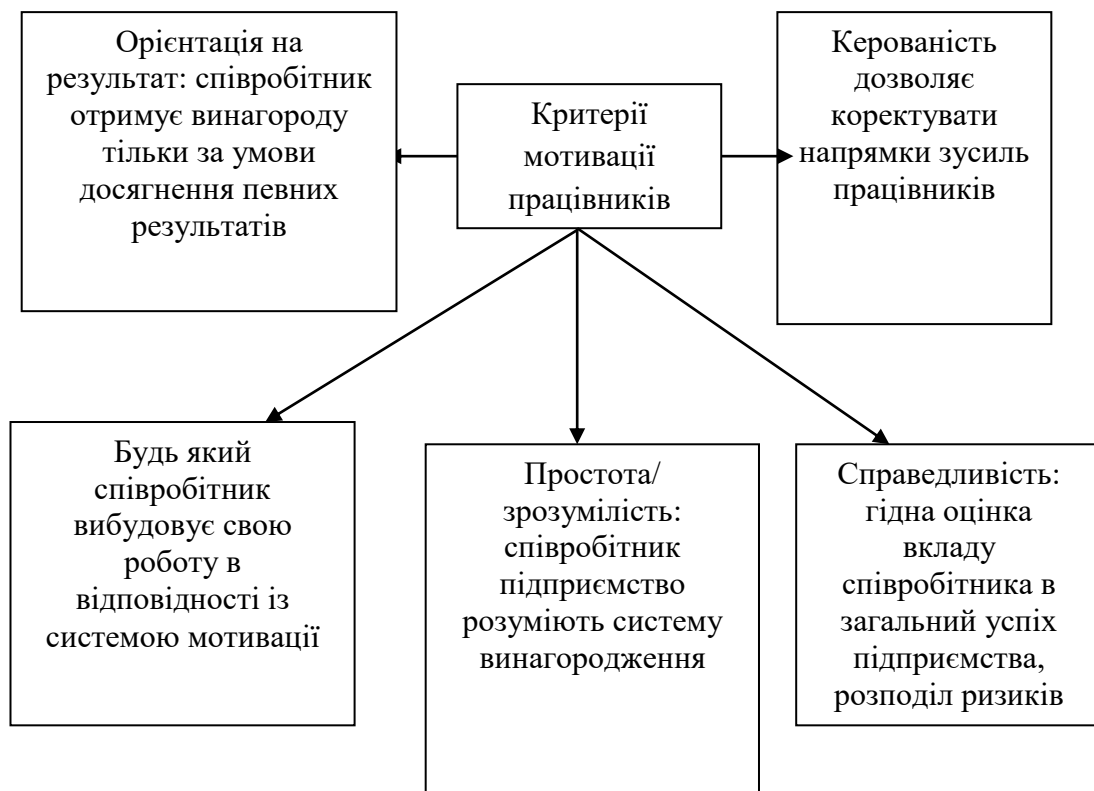 Орієнтація на
результат: співробітник
отримує винагороду
тільки за умови
досягнення певних
результатів
Критерії
мотивації
працівників
Керованість
дозволяє
коректувати
напрямки зусиль
працівників
Будь який
співробітник
вибудовує свою
роботу в
відповідності із
системою мотивації
Простота/
зрозумілість:
співробітник
підприємство
розуміють систему
винагородження
Справедливість:
гідна оцінка
вкладу
співробітника в
загальний успіх
підприємства,
розподіл ризиків